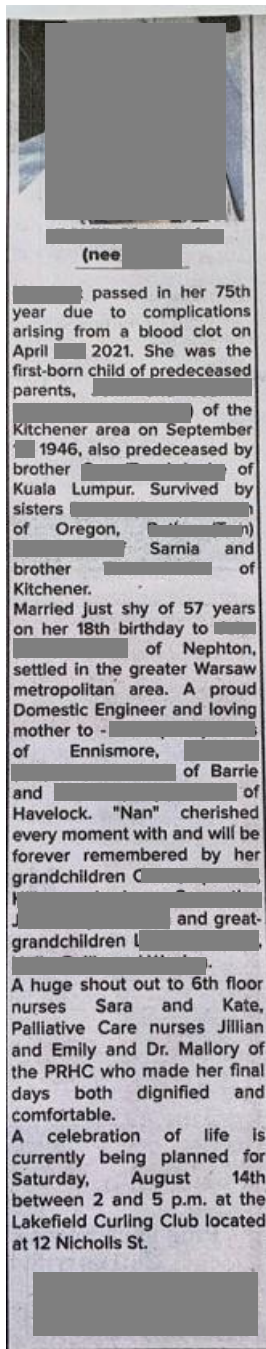 (nee
passed in her 75th
year due to complications
arising from a blood clot on
April 2021. She was the
first-born child of predeceased
parents,
) of the
Kitchener area on September
1946, also predeceased by
brother of
Kuala Lumpur. Survived by
sisters
of Oregon,
Sarnia and
brother of
Kitchener.
Married just shy of 57 years
on her 18th birthday to
of Nephton,
settled in the greater Warsaw
metropolitan area. A proud
Domestic Engineer and loving
mother to -
of Ennismore,
of Barrie
and of
Havelock. "Nan" cherished
every moment with and will be
forever remembered by her
grandchildren
and great-
grandchildren
A huge shout out to 6th floor
nurses Sara and Kate,
Palliative Care nurses Jillian
and Emily and Dr. Mallory of
the PRHC who made her final
days both dignified and
comfortable.
A celebration of life is
currently being planned for
Saturday, August 14th
between 2 and 5 p.m. at the
Lakefield Curling Club located
at 12 Nicholls St.